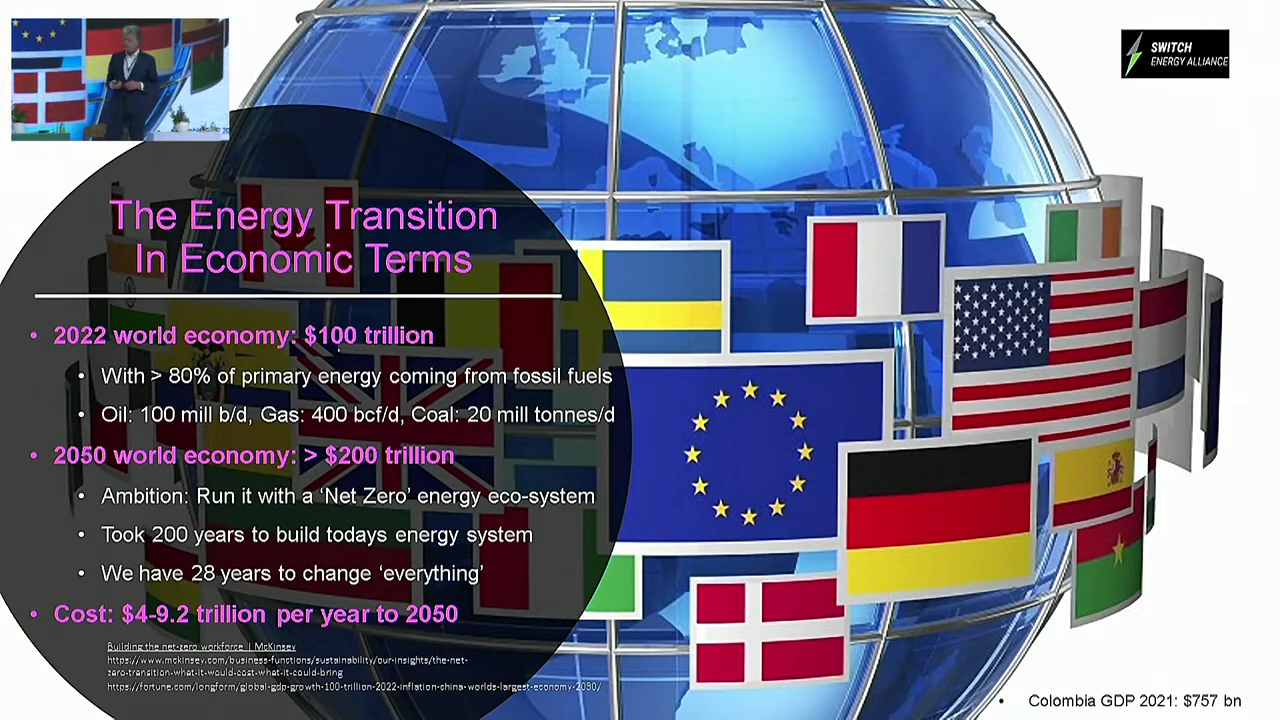 SWITCH
ENERGY ALLIANCE
The Energy Transition
In Economic Terms
• 2022 world economy: $100 trillion
• With > 80% of primary energy coming from fossil fuels
• Oil: 100 mill b/d, Gas: 400 bcf/d, Coal: 20 mill tonnes/d
• 2050 world economy: > $200 trillion
• Ambition: Run it with a ‘Net Zero’ energy eco-system
• Took 200 years to build todays energy system
• We have 28 years to change ‘everything’
• Cost: $4-9.2 trillion per year to 2050
Building the net-zero workforce | McKinsey
https://www.mckinsey.com/business-functions/sustainability/our-insights/the-net-
zero-transition-what-it-would-cost-what-it-could-bring
https://fortune.com/longform/global-gdp-growth-100-trillion-2022-inflation-china-worlds-largest-economy-2030/
• Colombia GDP 2021: $757 bn